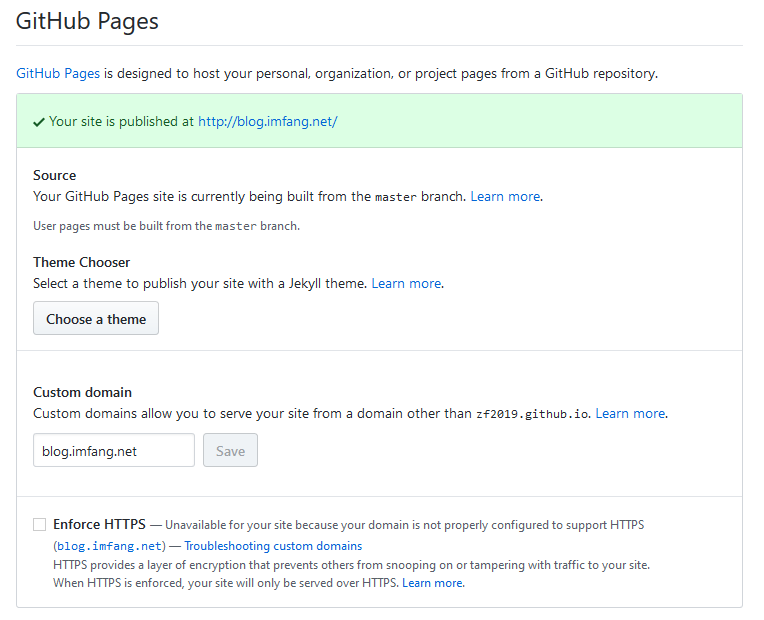 GitHub Pages
GitHub Pages is designed to host your personal, organization, or project pages from a GitHub repository.
Your site is published at http://blog.imfang.net/
Source
Your GitHub Pages site is currently being built from the master branch. Learn more.
User pages must be built from the master branch.
Theme Chooser
Select a theme to publish your site with a Jekyll theme. Learn more.
Choose a theme
Custom domain
Custom domains allow you to serve your site from a domain other than zf2019.github.io. Learn more.
blog.imfang.net Save
Enforce HTTPS — Unavailable for your site because your domain is not properly configured to support HTTPS
(blog.imfang.net) — Troubleshooting custom domains
HTTPS provides a layer of encryption that prevents others from snooping on or tampering with traffic to your site.
When HTTPS is enforced, your site will only be served over HTTPS. Learn more.